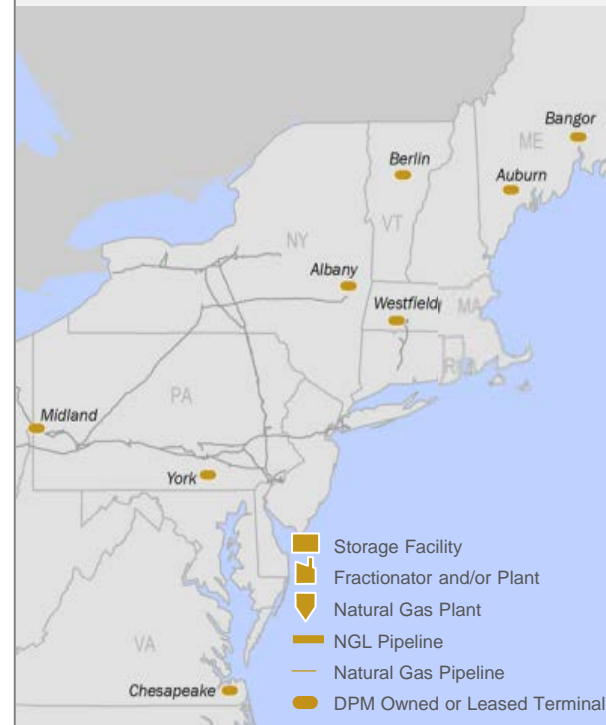 Bangor
ME
Berlin
Auburn
VT
NY
Albany
Westfield
MA
RI
PA
Midland
York
Storage Facility
Fractionator and/or Plant
Natural Gas Plant
VA
NGL Pipeline
Natural Gas Pipeline
Chesapeake
DPM Owned or Leased Terminal